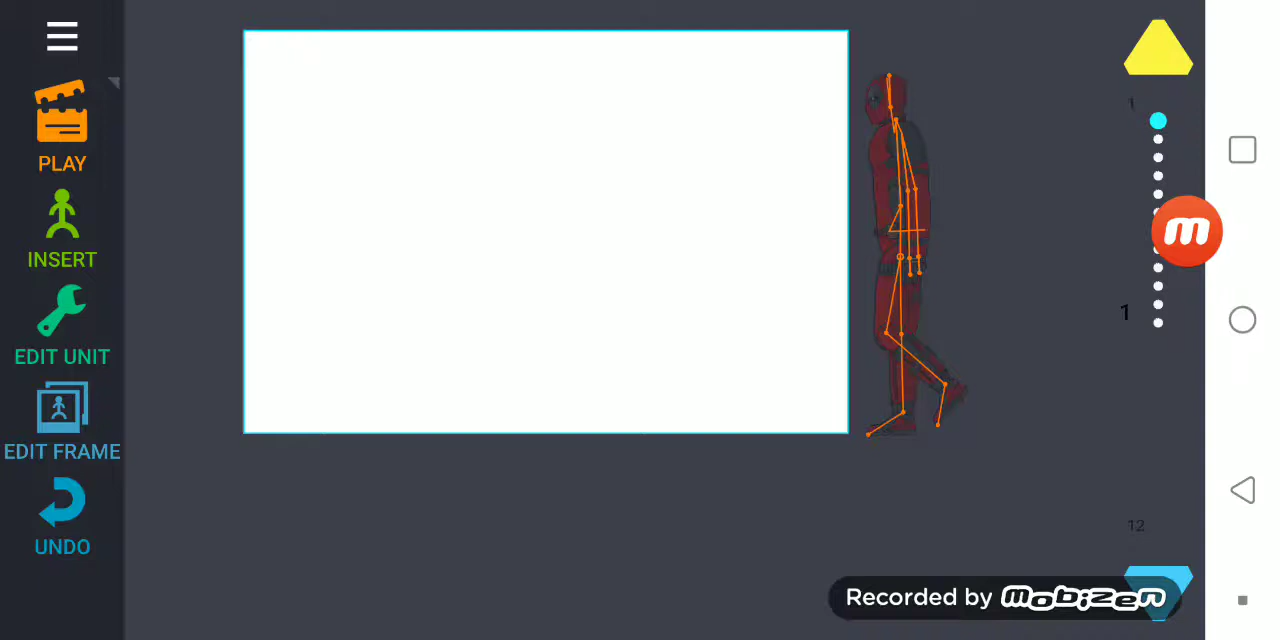 PLAY
INSERT
EDIT UNIT
EDIT FRAME
UNDO
1
1
12
Recorded by mobizen